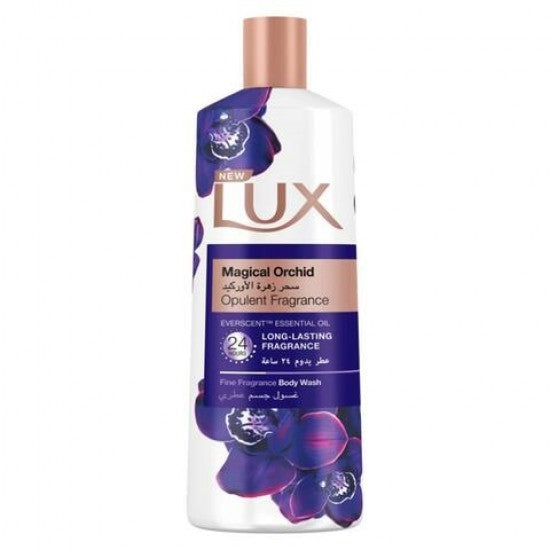 NEW
LUX
Magical Orchid
سحر زهرة الأوركيد
Opulent Fragrance
EVERSCENT™ ESSENTIAL OIL
24 HOURS
LONG-LASTING
FRAGRANCE
عطر يدوم ٢٤ ساعة
Fine Fragrance Body Wash
غسول جسم عطري